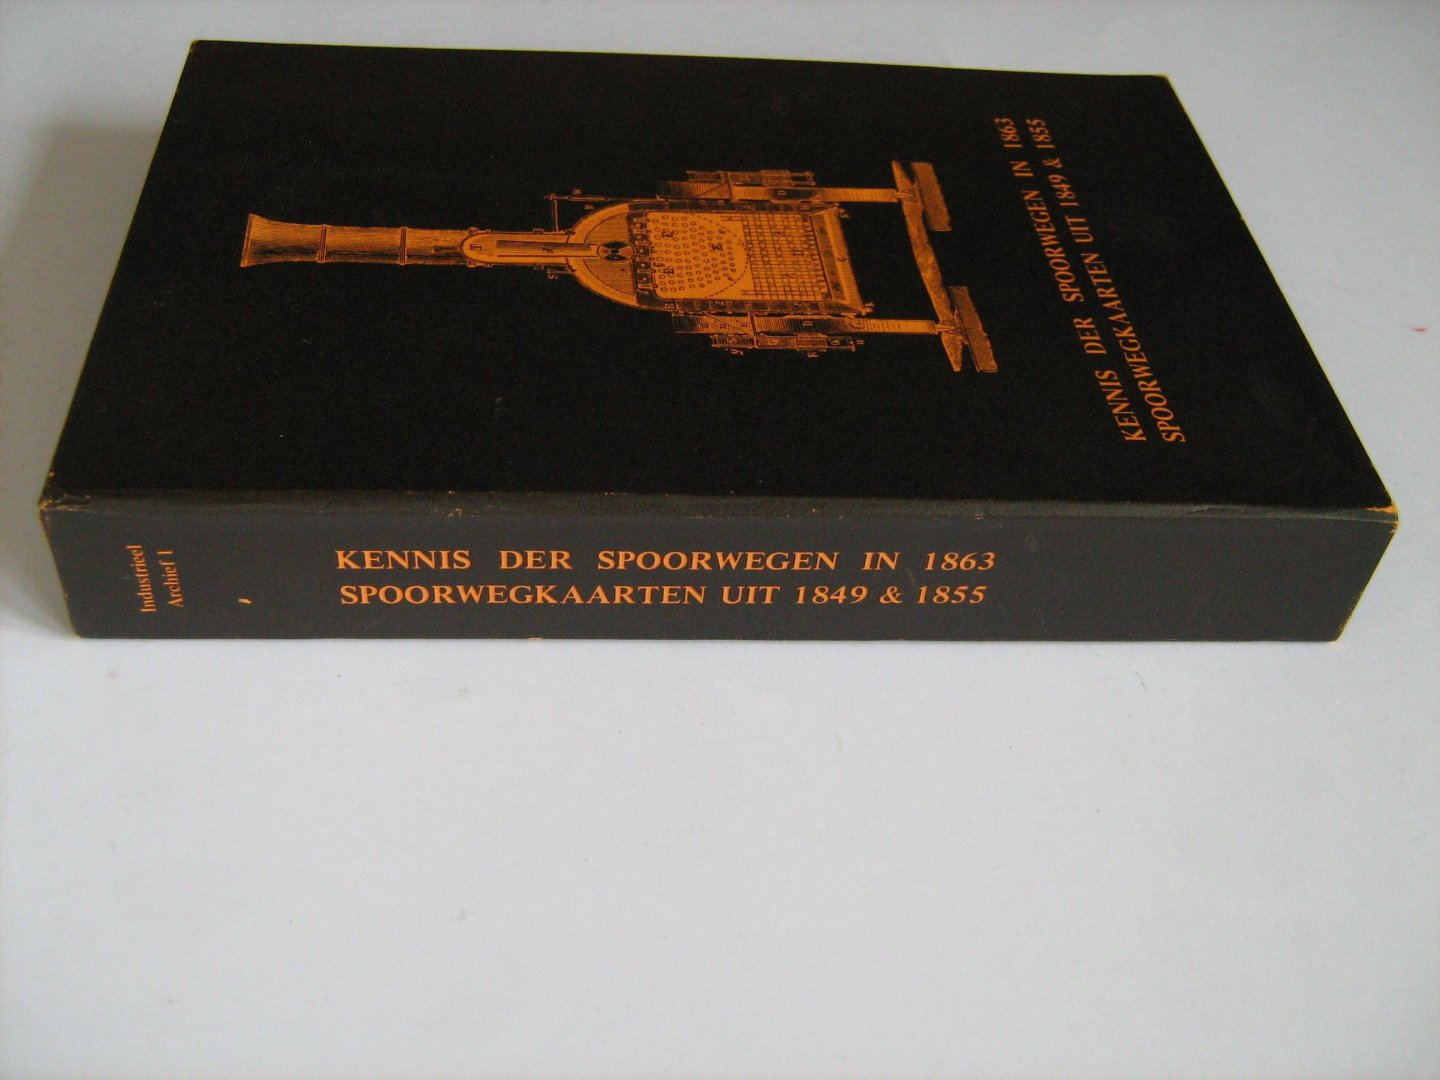 KENNIS DER SPOORWEGEN IN 1863
SPOORWEGKAARTEN UIT 1849 & 1855
Industrieel
Archief 1
KENNIS DER SPOORWEGEN IN 1863
SPOORWEGKAARTEN UIT 1849 & 1855